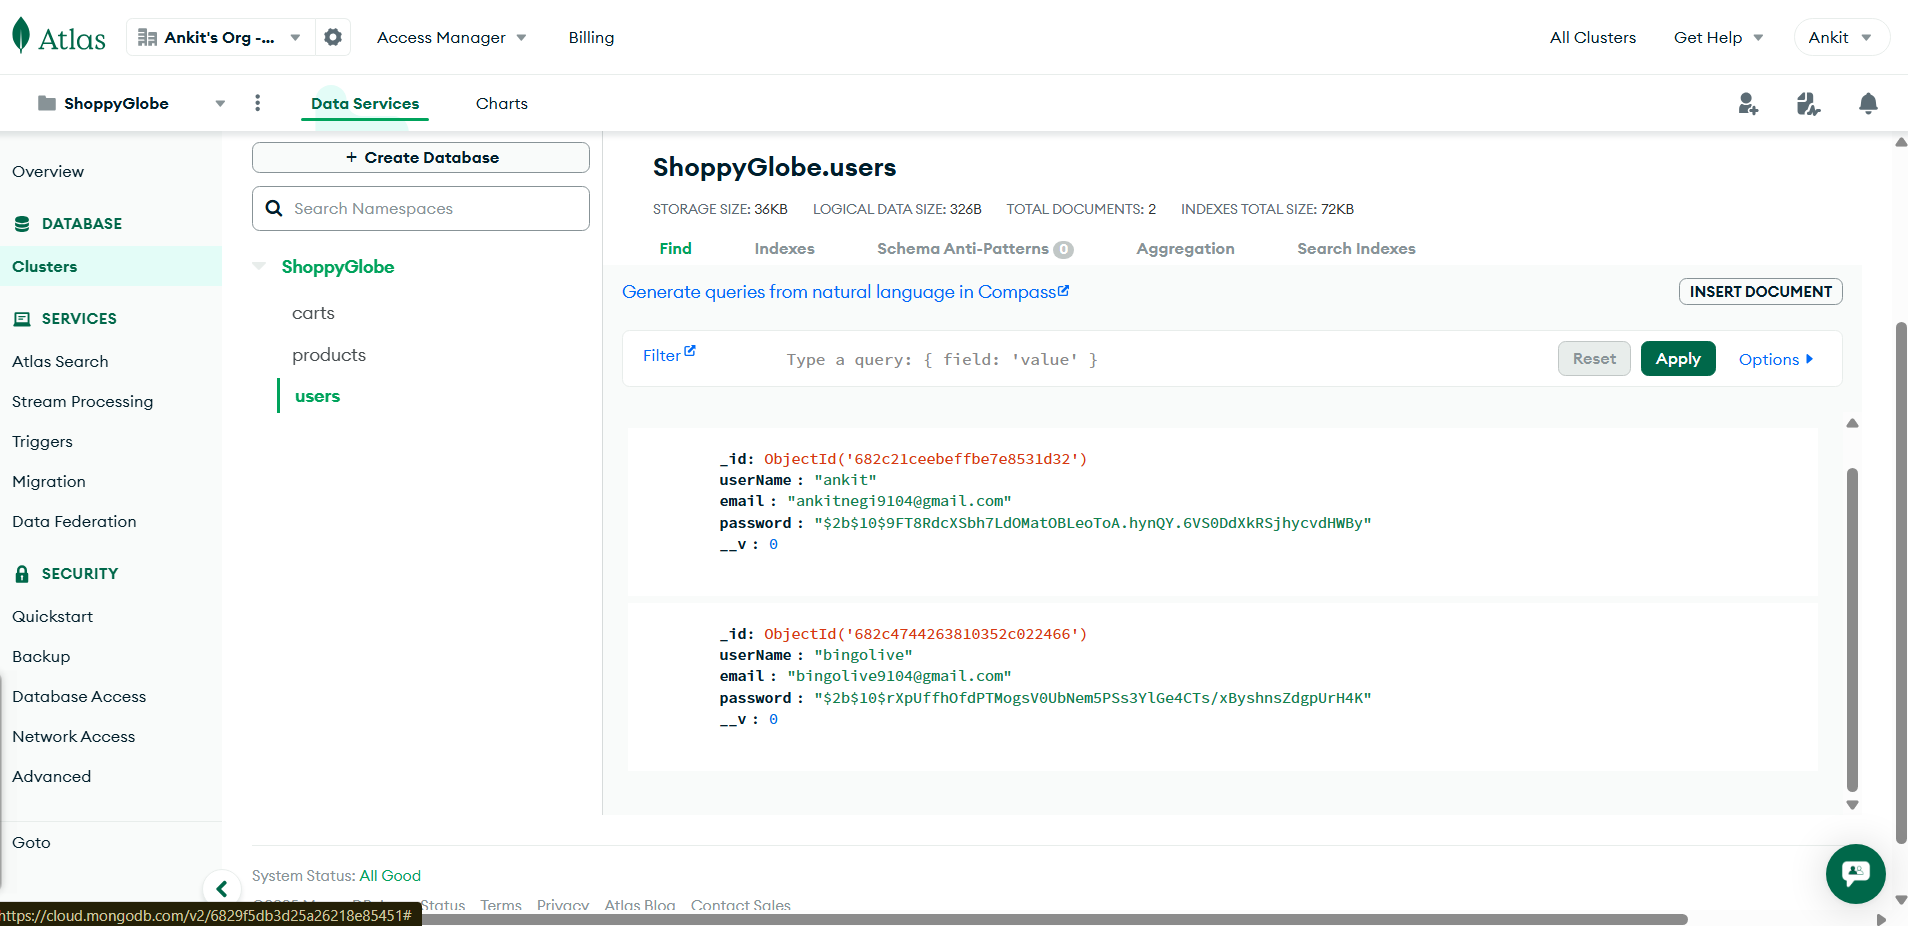 Atlas
Ankit's Org -...
Access Manager
Billing
All Clusters
Get Help
Ankit
ShoppyGlobe
Data Services
Charts
Overview
DATABASE
Clusters
SERVICES
Atlas Search
Stream Processing
Triggers
Migration
Data Federation
SECURITY
Quickstart
Backup
Database Access
Network Access
Advanced
Goto
+ Create Database
Search Namespaces
ShoppyGlobe
carts
products
users
ShoppyGlobe.users
STORAGE SIZE: 36KB LOGICAL DATA SIZE: 326B TOTAL DOCUMENTS: 2 INDEXES TOTAL SIZE: 72KB
Find Indexes Schema Anti-Patterns 0 Aggregation Search Indexes
Generate queries from natural language in Compass
INSERT DOCUMENT
Filter
Type a query: { field: 'value' }
Reset
Apply
Options
_id: ObjectId('682c21ceebeffbe7e8531d32')
userName : "ankit"
email : "ankitnegi9104@gmail.com"
password : "$2b$10$9FT8RdcXSbh7LdOMatOBLeoToA.hynQY.6VS0DdXkRSjhycvdHWBy"
__v : 0
_id: ObjectId('682c4744263810352c022466')
userName : "bingolive"
email : "bingolive9104@gmail.com"
password : "$2b$10$rXpUffhOfdPTMogsV0UbNem5PSs3YlGe4CTs/xByshnsZdgpUrH4K"
__v : 0
System Status: All Good
Status Terms Privacy Atlas Blog Contact Sales
https://cloud.mongodb.com/v2/6829f5db3d25a26218e85451#